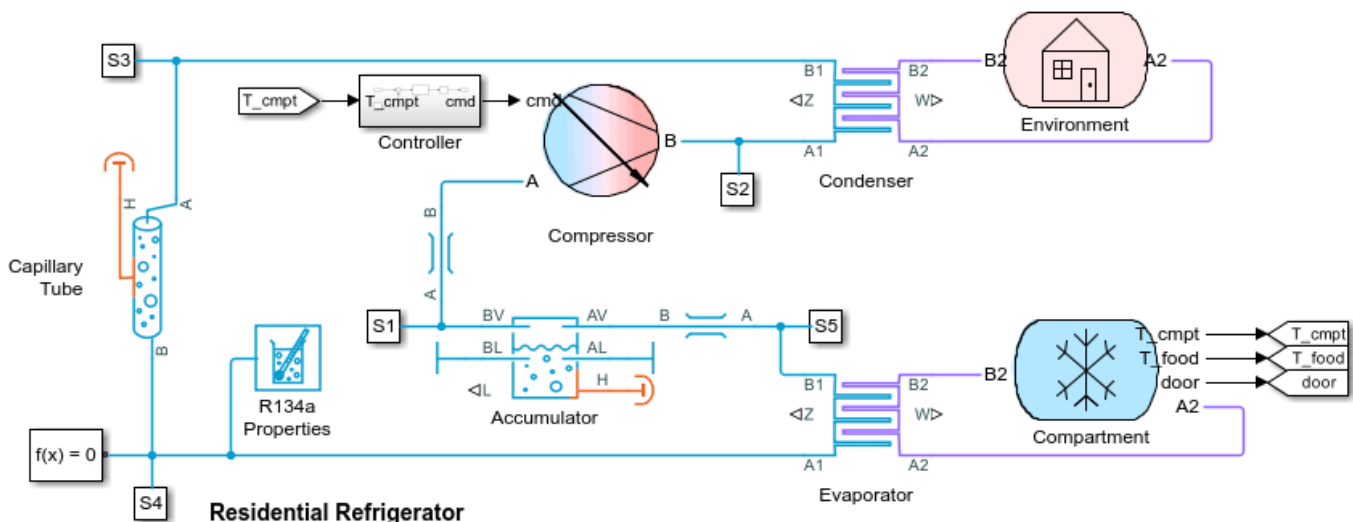 S3
B1
B2
B2
A2
T_cmpt
T_cmpt
cmd
cmd
◁Z
W▷
Environment
Controller
B
A1
A2
H
A
A
S2
Condenser
B
Compressor
Capillary
Tube
A
S1
BV
AV
B
A
S5
T_cmpt
T_cmpt
BL
AL
T_food
T_food
B
H
B1
B2
B2
door
door
◁L
◁Z
W▷
A2
R134a
Properties
Accumulator
Compartment
f(x) = 0
A1
A2
Evaporator
S4
Residential Refrigerator